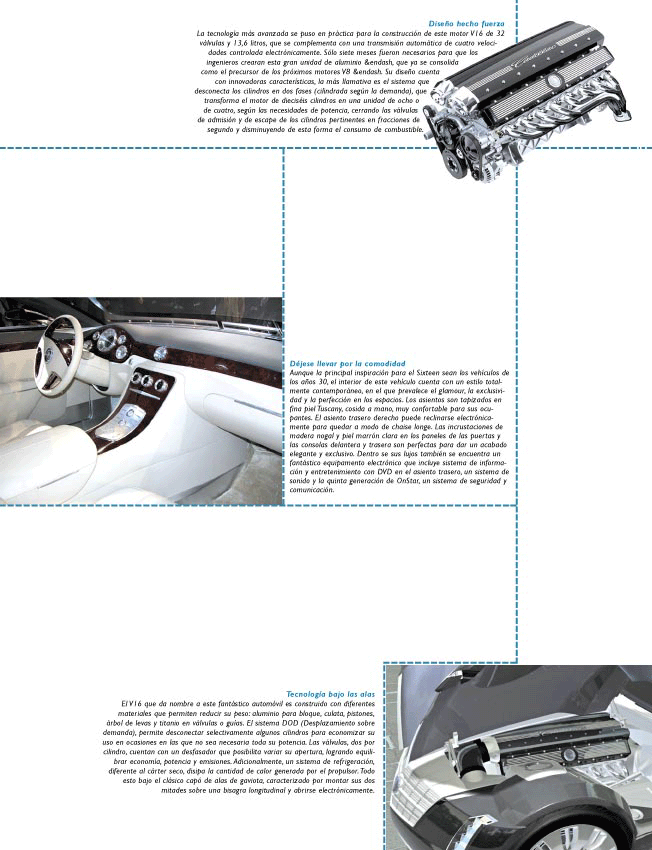 Diseño hecho fuerza
La tecnología más avanzada se puso en práctica para la construcción de este motor V16 de 32
válvulas y 13,6 litros, que se complementa con una transmisión automática de cuatro veloci-
dades controlada electrónicamente. Sólo siete meses fueron necesarios para que los
ingenieros crearan esta gran unidad de aluminio &endash, que ya se consolida
como el precursor de los próximos motores V8 &endash. Su diseño cuenta
con innovadoras características, la más llamativa es el sistema que
desconecta los cilindros en dos fases (cilindrada según la demanda), que
transforma el motor de dieciséis cilindros en una unidad de ocho o
de cuatro, según las necesidades de potencia, cerrando las válvulas
de admisión y de escape de los cilindros pertinentes en fracciones de
segundo y disminuyendo de esta forma el consumo de combustible.
Cadillac
Déjese llevar por la comodidad
Aunque la principal inspiración para el Sixteen sean los vehículos de
los años 30, el interior de este vehículo cuenta con un estilo total-
mente contemporáneo, en el que prevalece el glamour, la exclusivi-
dad y la perfección en los espacios. Los asientos son tapizados en
fina piel Tuscany, cosida a mano, muy confortable para sus ocu-
pantes. El asiento trasero derecho puede reclinarse electrónica-
mente para quedar a modo de chaise longe. Las incrustaciones de
madera nogal y piel marrón clara en los paneles de las puertas y
las consolas delantera y trasera son perfectas para dar un acabado
elegante y exclusivo. Dentro se sus lujos también se encuentra un
fantástico equipamento electrónico que incluye sistema de informa-
ción y entretenimiento con DVD en el asiento trasero, un sistema de
sonido y la quinta generación de OnStar, un sistema de seguridad y
comunicación.
Tecnología bajo las alas
El V16 que da nombre a este fantástico automóvil es construido con diferentes
materiales que permiten reducir su peso: aluminio para bloque, culata, pistones,
árbol de levas y titanio en válvulas o guías. El sistema DOD (Desplazamiento sobre
demanda), permite desconectar selectivamente algunos cilindros para economizar su
uso en ocasiones en las que no sea necesaria toda su potencia. Las válvulas, dos por
cilindro, cuentan con un desfasador que posibilita variar su apertura, logrando equili-
brar economía, potencia y emisiones. Adicionalmente, un sistema de refrigeración,
diferente al cárter seco, disipa la cantidad de calor generada por el propulsor. Todo
esto bajo el clásico capó de alas de gaviota, caracterizado por montar sus dos
mitades sobre una bisagra longitudinal y abrirse electrónicamente.